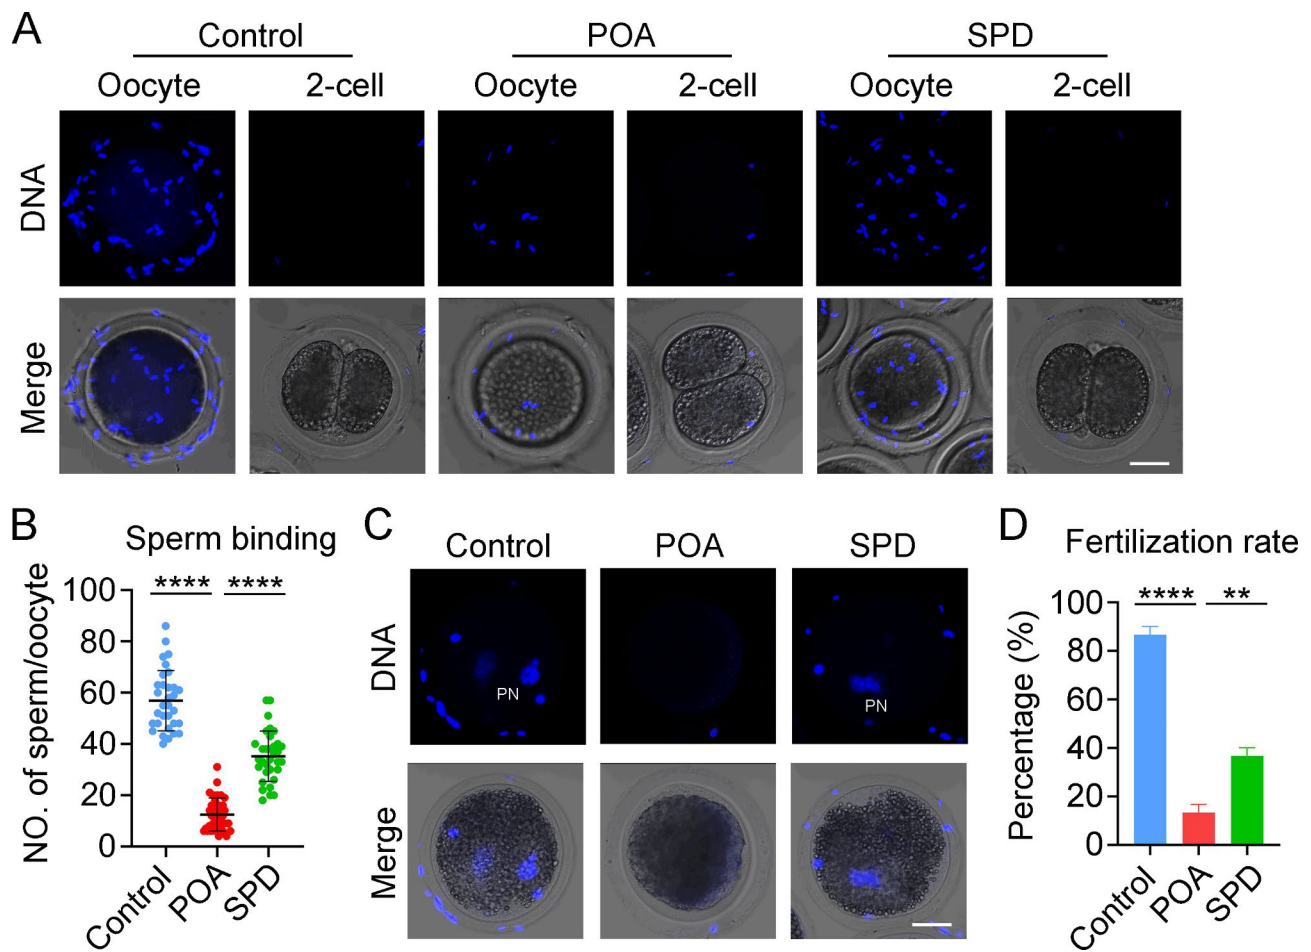 A
Control POA SPD
Oocyte 2-cell Oocyte 2-cell Oocyte 2-cell
DNA
Merge
B
Sperm binding
NO. of sperm/oocyte
100
80
60
40
20
0
**** ****
Control POA SPD
C
Control POA SPD
DNA
PN PN
Merge
D
Fertilization rate
Percentage (%)
100
80
60
40
20
0
**** **
Control POA SPD